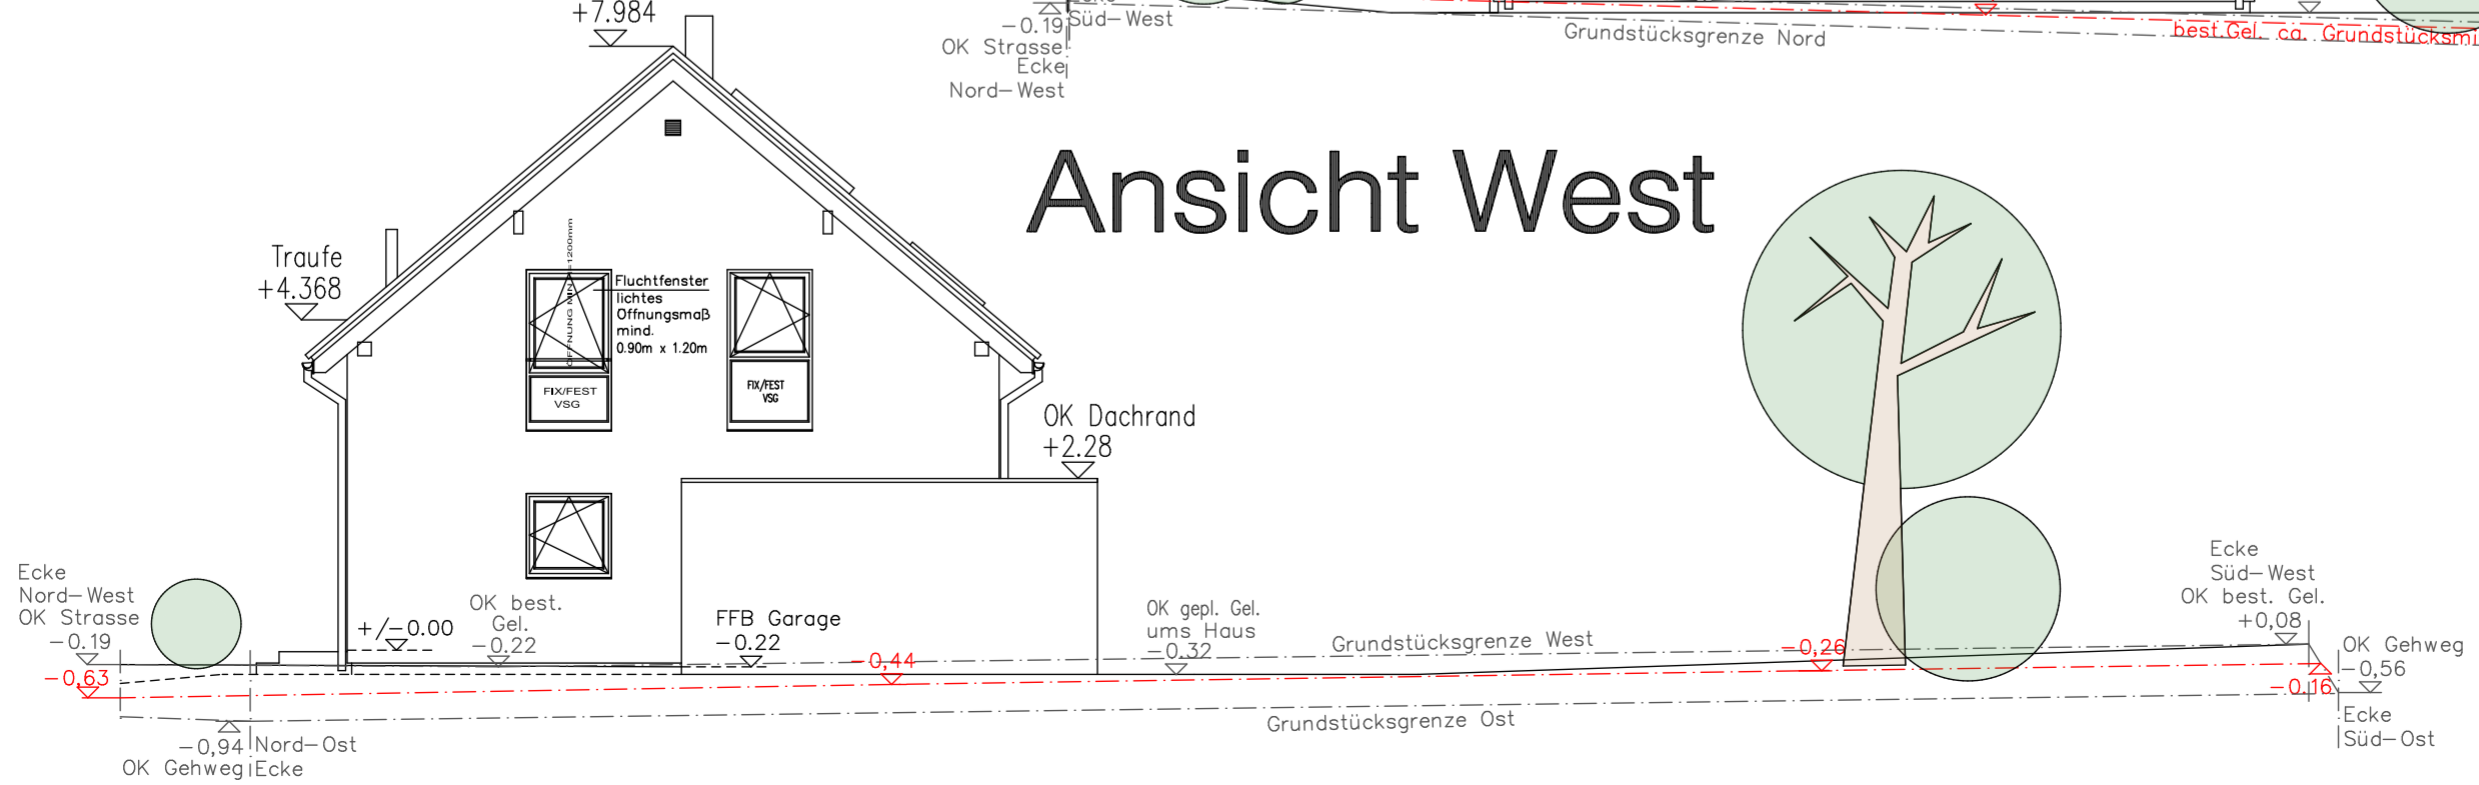 +7.984
Süd-West
-0.19
OK Strasse
Ecke
Nord-West
Grundstücksgrenze Nord
best.Gel. ca. Grundstücksmi
Ansicht West
Traufe
+4.368
ÖFFNUNG MIN.
=1200mm
Fluchtfenster
lichtes
Öffnungsmaß
mind.
0.90m x 1.20m
FIX/FEST
VSG
FIX/FEST
VSG
OK Dachrand
+2.28
Ecke
Nord-West
OK Strasse
-0.19
-0.63
+/-0.00
OK best.
Gel.
-0.22
FFB Garage
-0.22
-0,44
OK gepl. Gel.
ums Haus
-0.32
Grundstücksgrenze West
-0,26
Ecke
Süd-West
OK best. Gel.
+0,08
OK Gehweg
-0,56
-0.16
Ecke
Süd-Ost
Grundstücksgrenze Ost
-0,94
Nord-Ost
OK Gehweg
Ecke